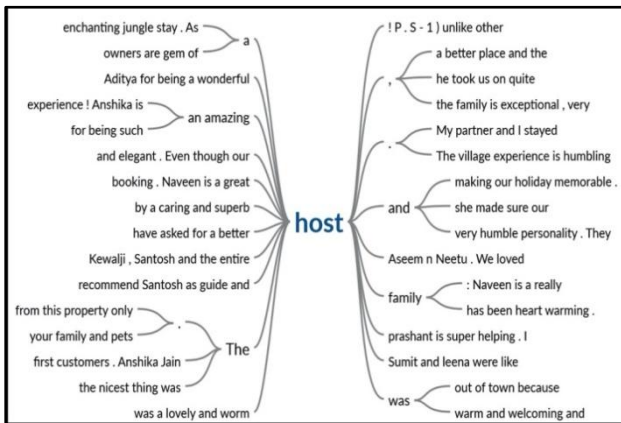 enchanting jungle stay . As
owners are gem of
a
Aditya for being a wonderful
experience ! Anshika is
for being such
an amazing
and elegant . Even though our
booking . Naveen is a great
by a caring and superb
have asked for a better
Kewalji , Santosh and the entire
recommend Santosh as guide and
from this property only
your family and pets
.
first customers . Anshika Jain
the nicest thing was
The
was a lovely and worm
host
! P . S - 1 ) unlike other
,
a better place and the
he took us on quite
the family is exceptional , very
.
My partner and I stayed
The village experience is humbling
and
making our holiday memorable .
she made sure our
very humble personality . They
Aseem n Neetu . We loved
family
: Naveen is a really
has been heart warming .
prashant is super helping . I
Sumit and leena were like
was
out of town because
warm and welcoming and